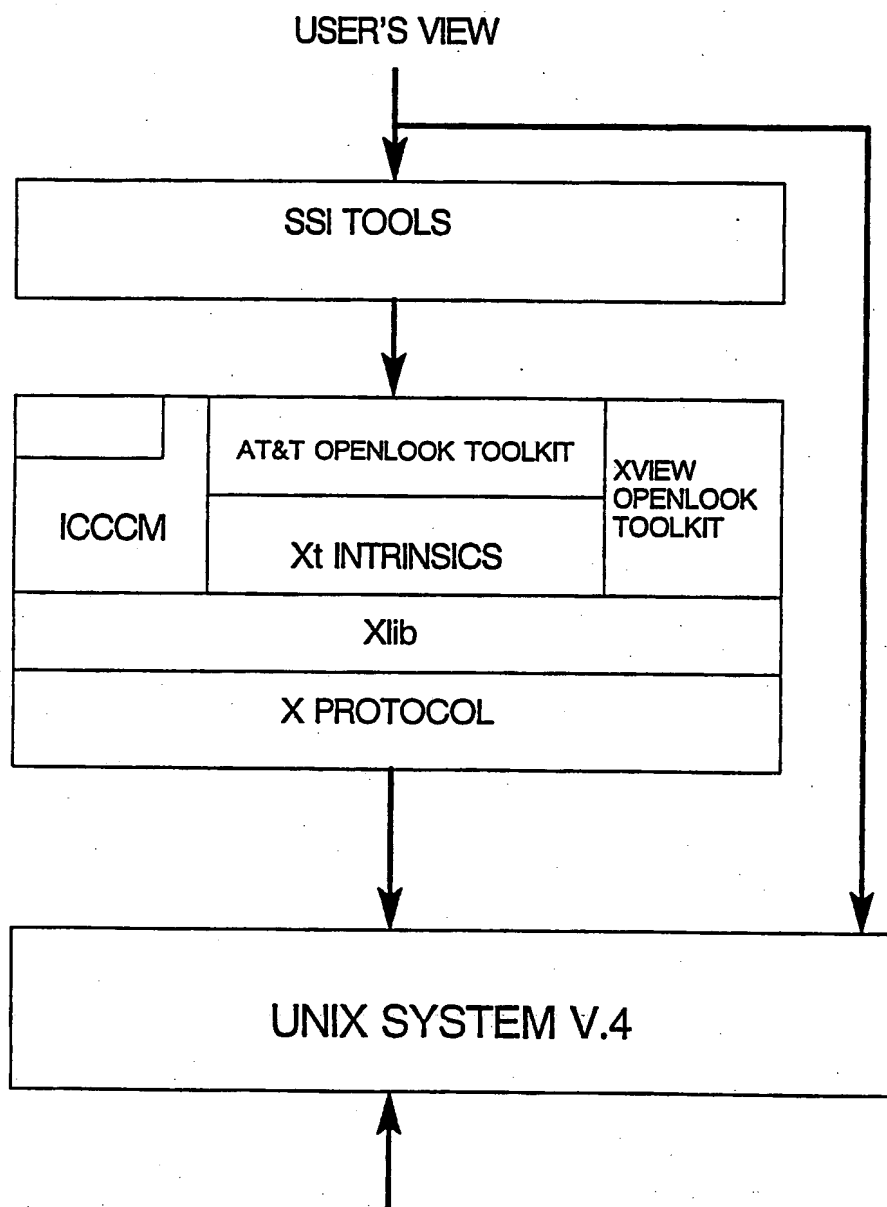 USER'S VIEW
SSI TOOLS
AT&T OPENLOOK TOOLKIT
XVIEW
OPENLOOK
TOOLKIT
ICCCM
Xt INTRINSICS
Xlib
X PROTOCOL
UNIX SYSTEM V.4